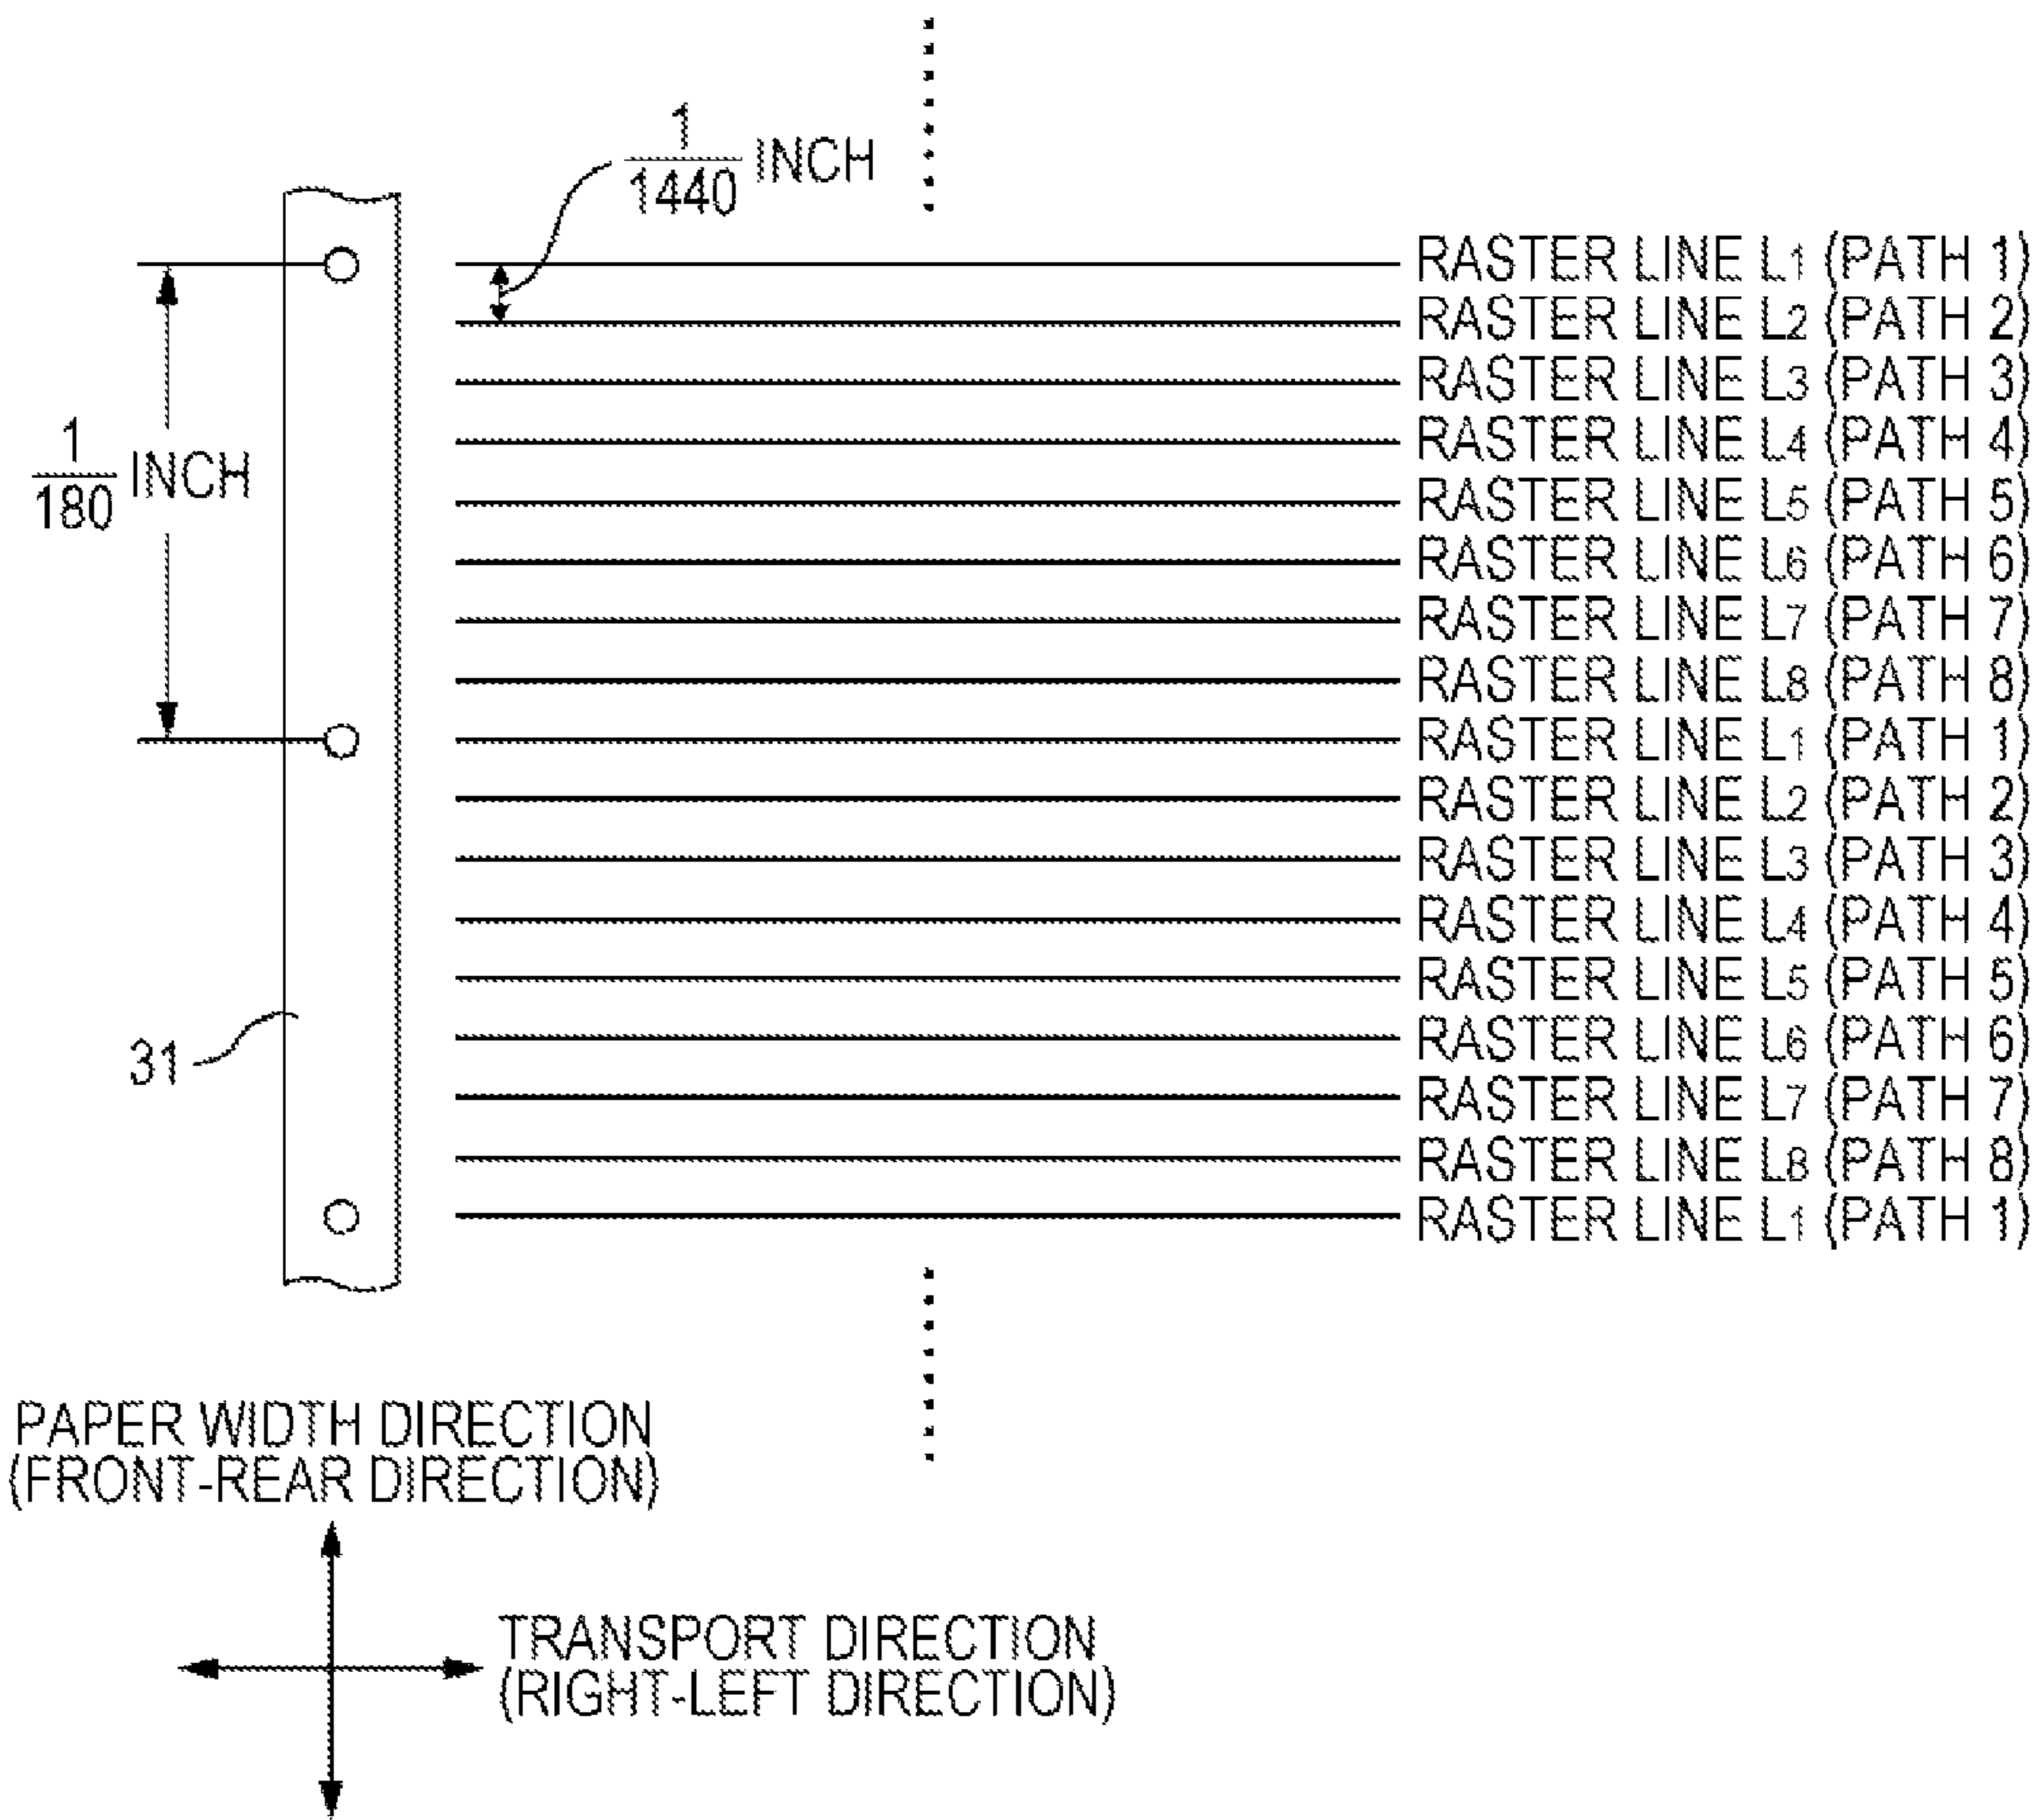 1
1440 INCH
RASTER LINE L1 (PATH 1)
RASTER LINE L2 (PATH 2)
RASTER LINE L3 (PATH 3)
RASTER LINE L4 (PATH 4)
1
180 INCH
RASTER LINE L5 (PATH 5)
RASTER LINE L6 (PATH 6)
RASTER LINE L7 (PATH 7)
RASTER LINE L8 (PATH 8)
RASTER LINE L1 (PATH 1)
RASTER LINE L2 (PATH 2)
RASTER LINE L3 (PATH 3)
RASTER LINE L4 (PATH 4)
RASTER LINE L5 (PATH 5)
RASTER LINE L6 (PATH 6)
31
RASTER LINE L7 (PATH 7)
RASTER LINE L8 (PATH 8)
RASTER LINE L1 (PATH 1)
PAPER WIDTH DIRECTION
(FRONT-REAR DIRECTION)
TRANSPORT DIRECTION
(RIGHT-LEFT DIRECTION)